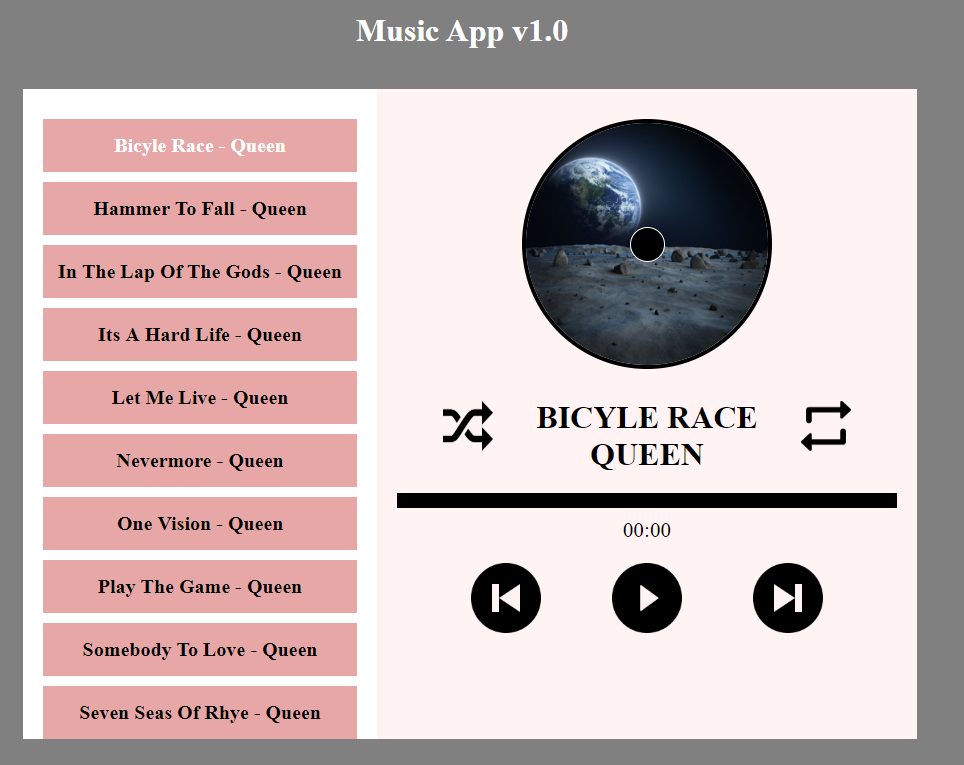 Music App v1.0
Bicyle Race - Queen
Hammer To Fall - Queen
In The Lap Of The Gods - Queen
Its A Hard Life - Queen
Let Me Live - Queen
Nevermore - Queen
One Vision - Queen
Play The Game - Queen
Somebody To Love - Queen
Seven Seas Of Rhye - Queen
BICYLE RACE
QUEEN
00:00